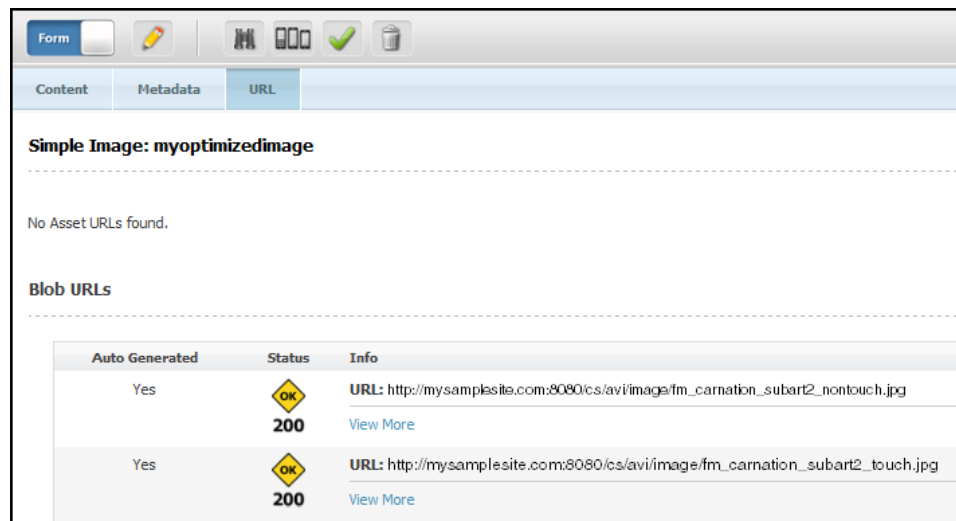 Form
Content Metadata URL
Simple Image: myoptimizedimage
No Asset URLs found.
Blob URLs
Auto Generated Status Info
Yes OK URL: http://mysamplesite.com:8080/cs/avi/image/fm_carnation_subart2_nontouch.jpg
200 View More
Yes OK URL: http://mysamplesite.com:8080/cs/avi/image/fm_carnation_subart2_touch.jpg
200 View More